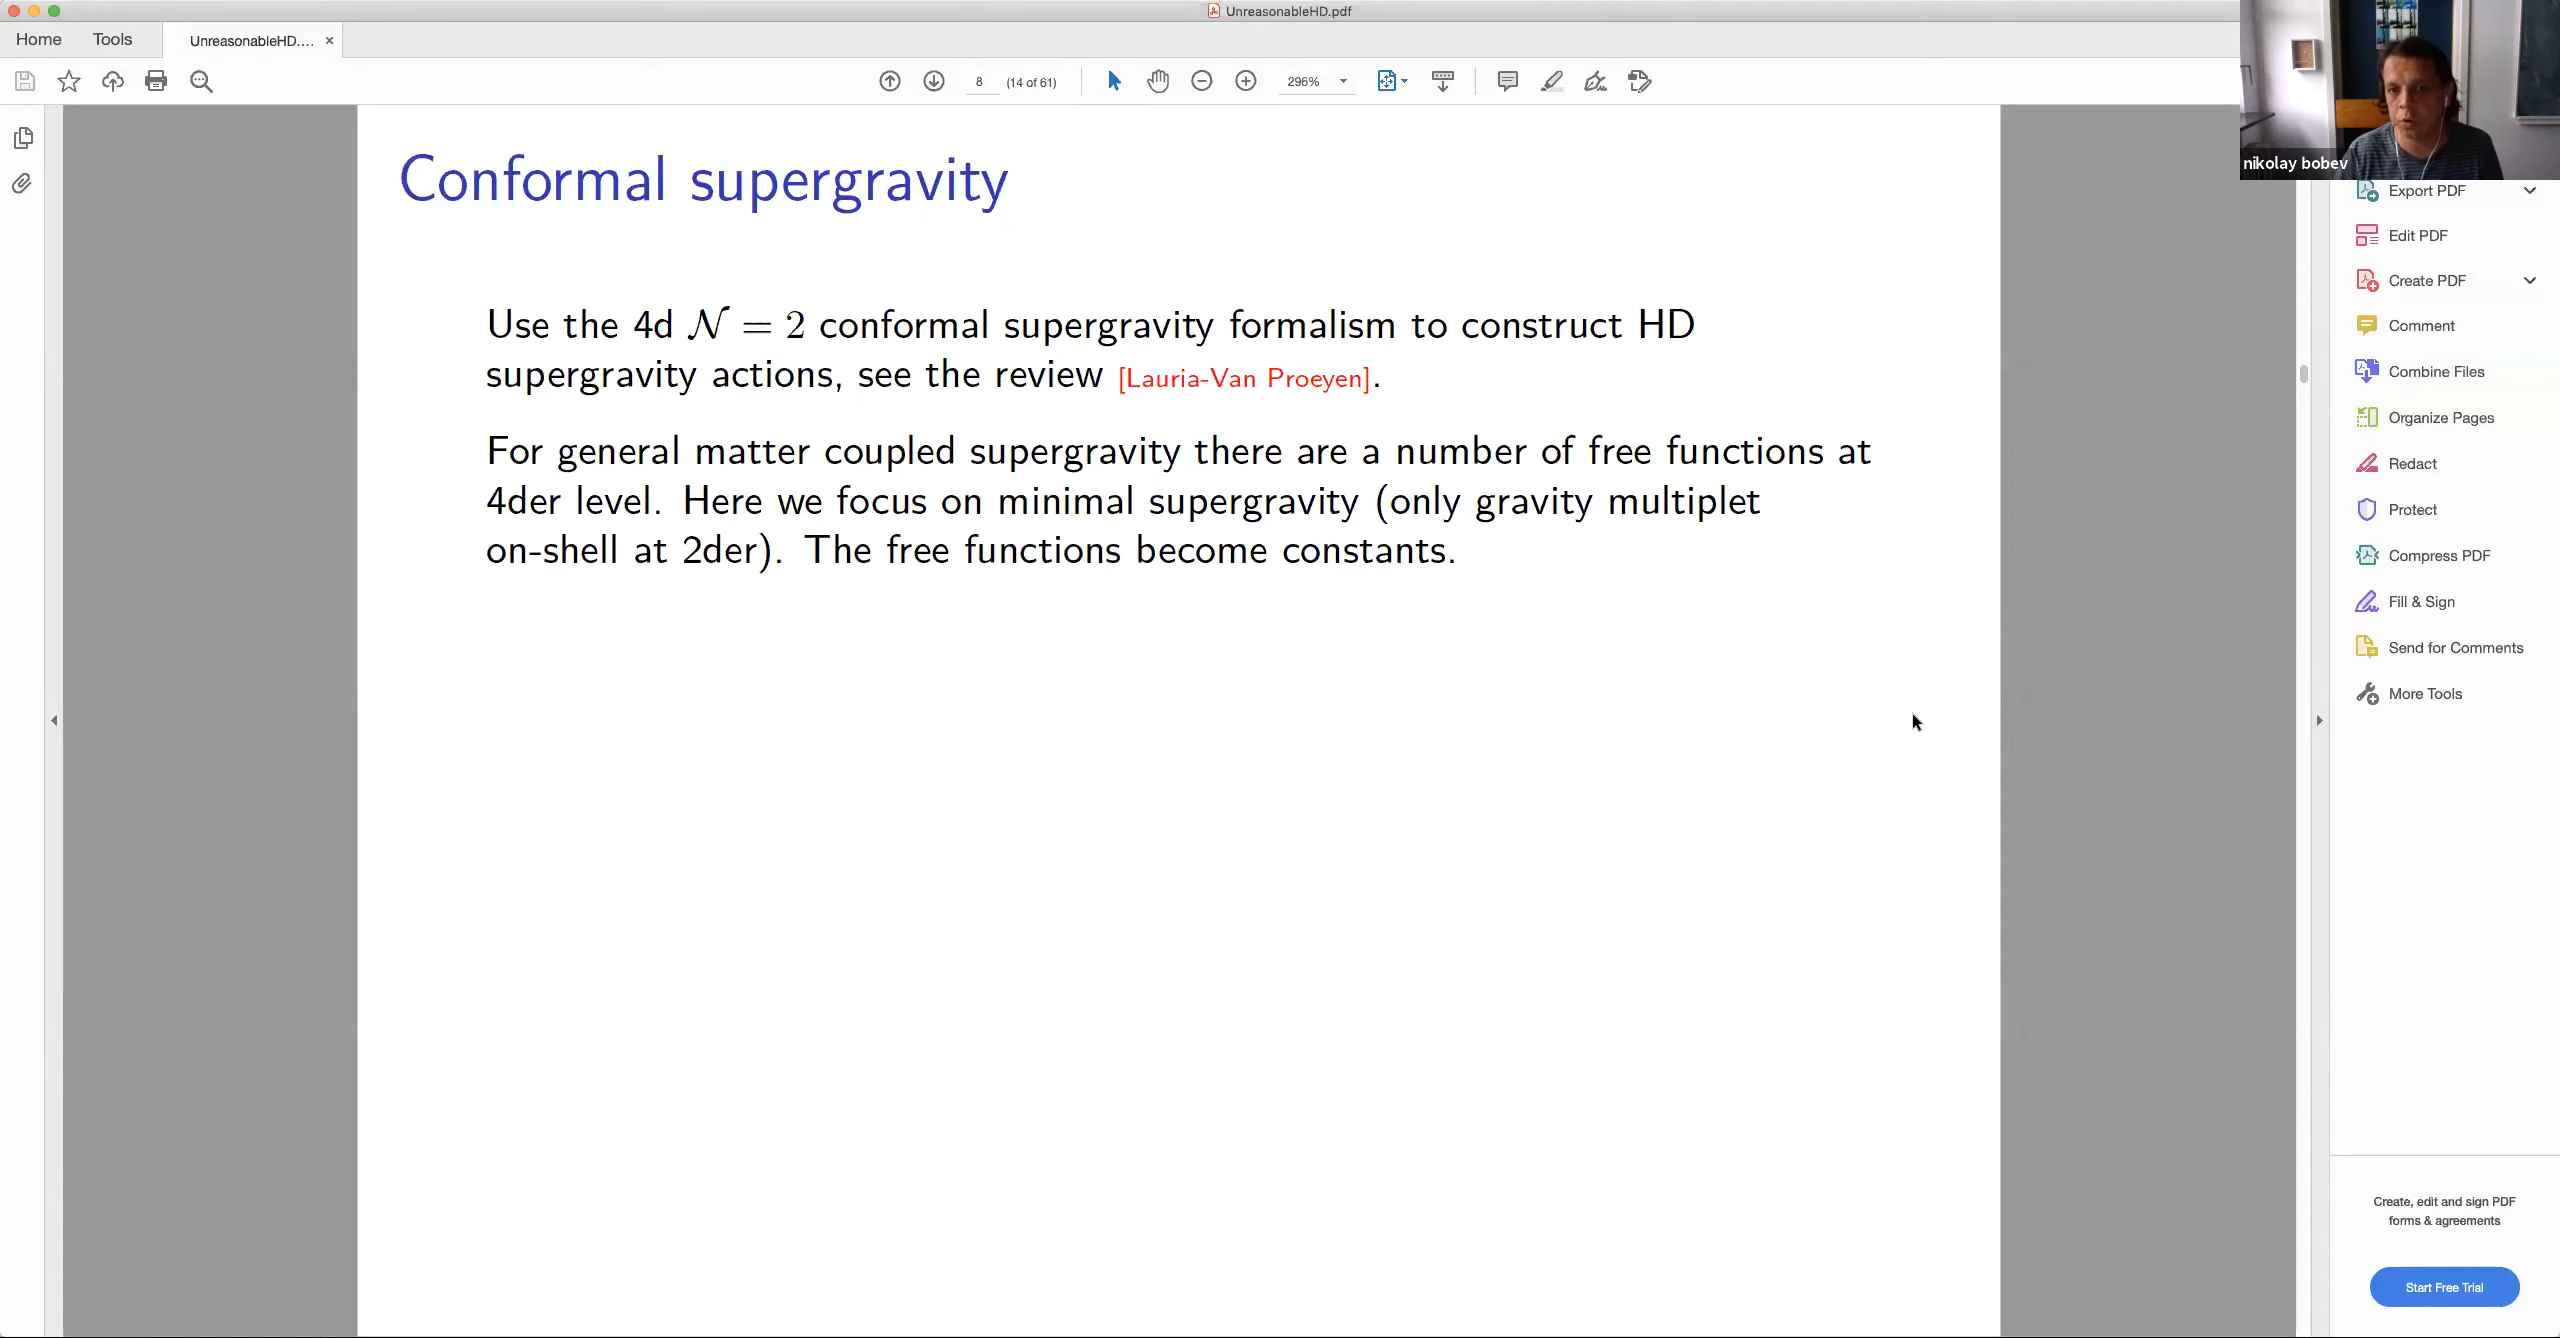 UnreasonableHD.pdf
Home
Tools
UnreasonableHD....
8
(14 of 61)
296%
nikolay bobev
Conformal supergravity
Use the 4d 𝒩 = 2 conformal supergravity formalism to construct HD
supergravity actions, see the review [Lauria-Van Proeyen].
For general matter coupled supergravity there are a number of free functions at
4der level. Here we focus on minimal supergravity (only gravity multiplet
on-shell at 2der). The free functions become constants.
Export PDF
Edit PDF
Create PDF
Comment
Combine Files
Organize Pages
Redact
Protect
Compress PDF
Fill & Sign
Send for Comments
More Tools
Create, edit and sign PDF
forms & agreements
Start Free Trial